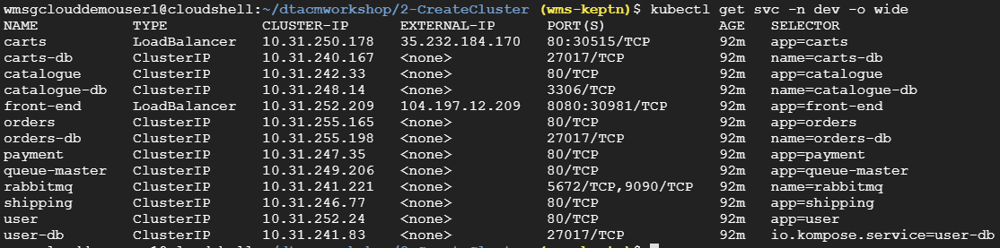 wmsgclouddemouser1@cloudshell:~/dtacmworkshop/2-CreateCluster (wms-keptn)$ kubectl get svc -n dev -o wide
NAME TYPE CLUSTER-IP EXTERNAL-IP PORT(S) AGE SELECTOR
carts LoadBalancer 10.31.250.178 35.232.184.170 80:30515/TCP 92m app=carts
carts-db ClusterIP 10.31.240.167 <none> 27017/TCP 92m name=carts-db
catalogue ClusterIP 10.31.242.33 <none> 80/TCP 92m app=catalogue
catalogue-db ClusterIP 10.31.248.14 <none> 3306/TCP 92m name=catalogue-db
front-end LoadBalancer 10.31.252.209 104.197.12.209 8080:30981/TCP 92m app=front-end
orders ClusterIP 10.31.255.165 <none> 80/TCP 92m app=orders
orders-db ClusterIP 10.31.255.198 <none> 27017/TCP 92m name=orders-db
payment ClusterIP 10.31.247.35 <none> 80/TCP 92m app=payment
queue-master ClusterIP 10.31.249.206 <none> 80/TCP 92m app=queue-master
rabbitmq ClusterIP 10.31.241.221 <none> 5672/TCP,9090/TCP 92m name=rabbitmq
shipping ClusterIP 10.31.246.77 <none> 80/TCP 92m app=shipping
user ClusterIP 10.31.252.24 <none> 80/TCP 92m app=user
user-db ClusterIP 10.31.241.83 <none> 27017/TCP 92m io.kompose.service=user-db